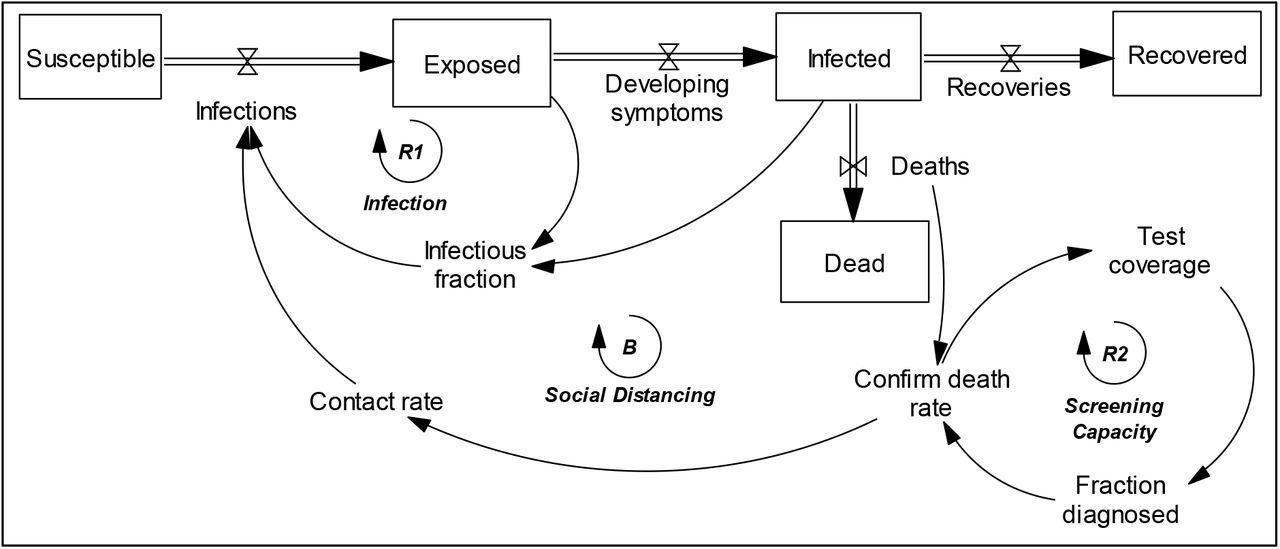 Susceptible
Exposed
Infected
Recovered
Infections
Developing
symptoms
Recoveries
R1
Infection
Deaths
Infectious
fraction
Dead
Test
coverage
B
Social Distancing
R2
Screening
Capacity
Contact rate
Confirm death
rate
Fraction
diagnosed